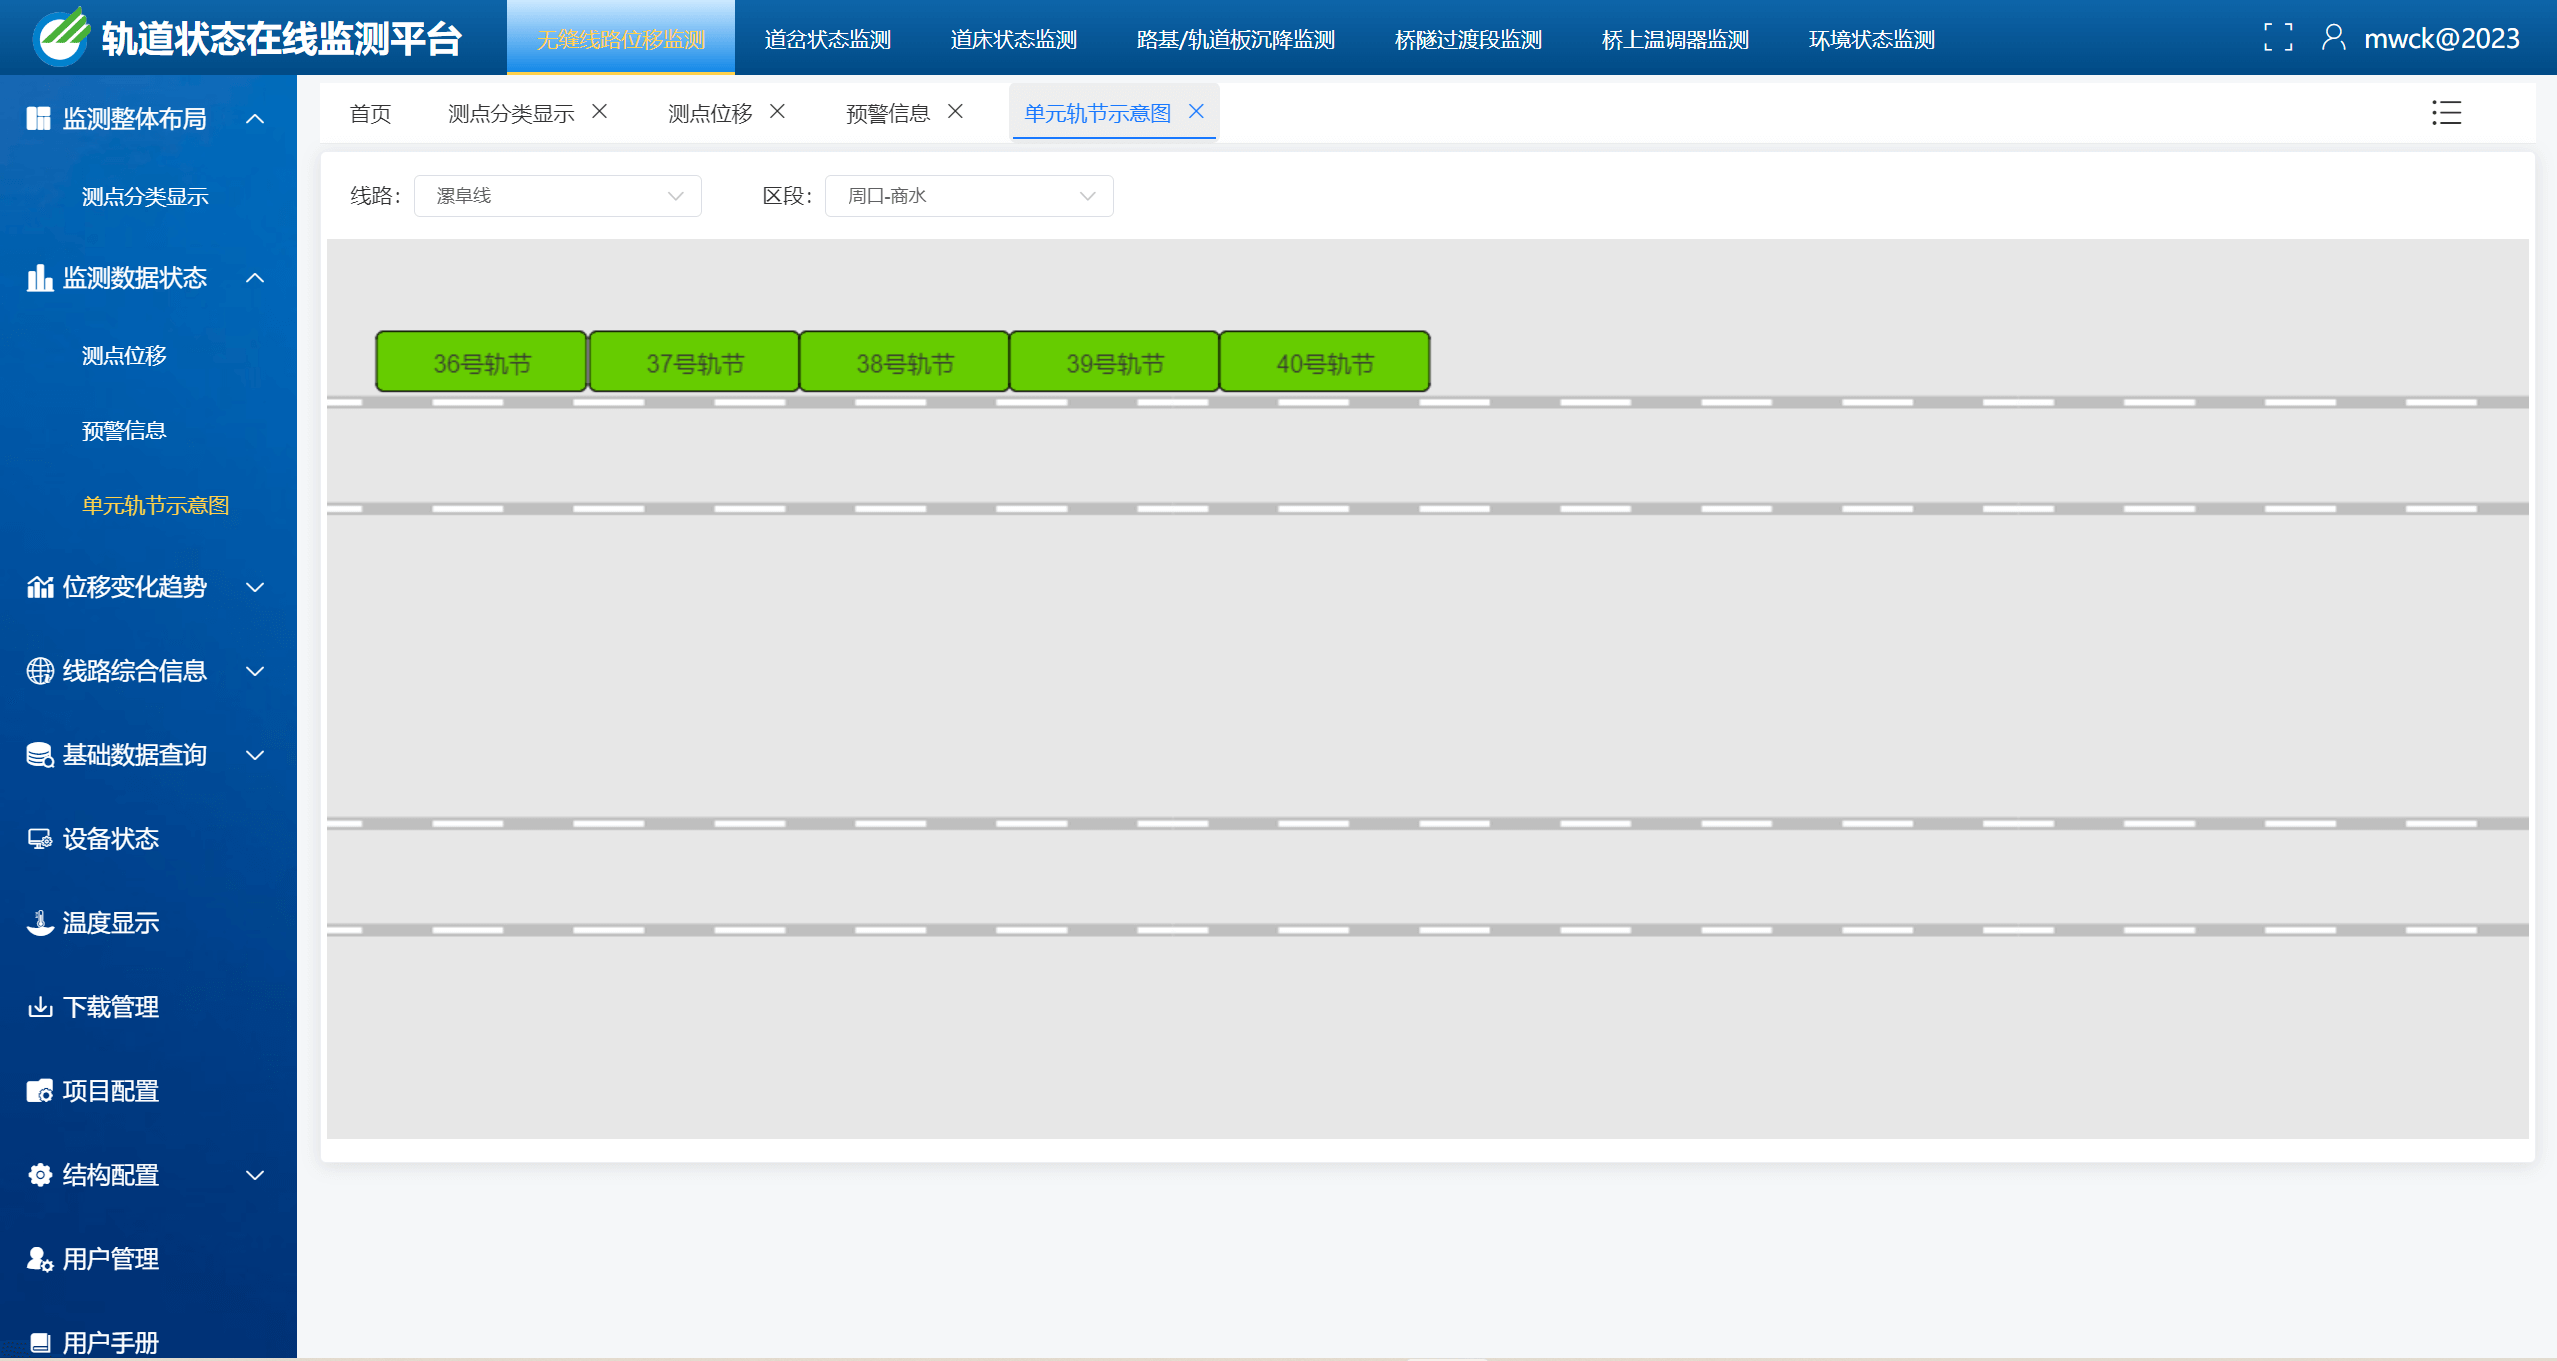 轨道状态在线监测平台
无缝线路位移监测 道岔状态监测 道床状态监测 路基/轨道板沉降监测 桥隧过渡段监测 桥上温调器监测 环境状态监测 mwck@2023
监测整体布局
测点分类显示
监测数据状态
测点位移
预警信息
单元轨节示意图
位移变化趋势
线路综合信息
基础数据查询
设备状态
温度显示
下载管理
项目配置
结构配置
用户管理
用户手册
首页 测点分类显示 测点位移 预警信息 单元轨节示意图
线路: 漯阜线 区段: 周口-商水
36号轨节 37号轨节 38号轨节 39号轨节 40号轨节